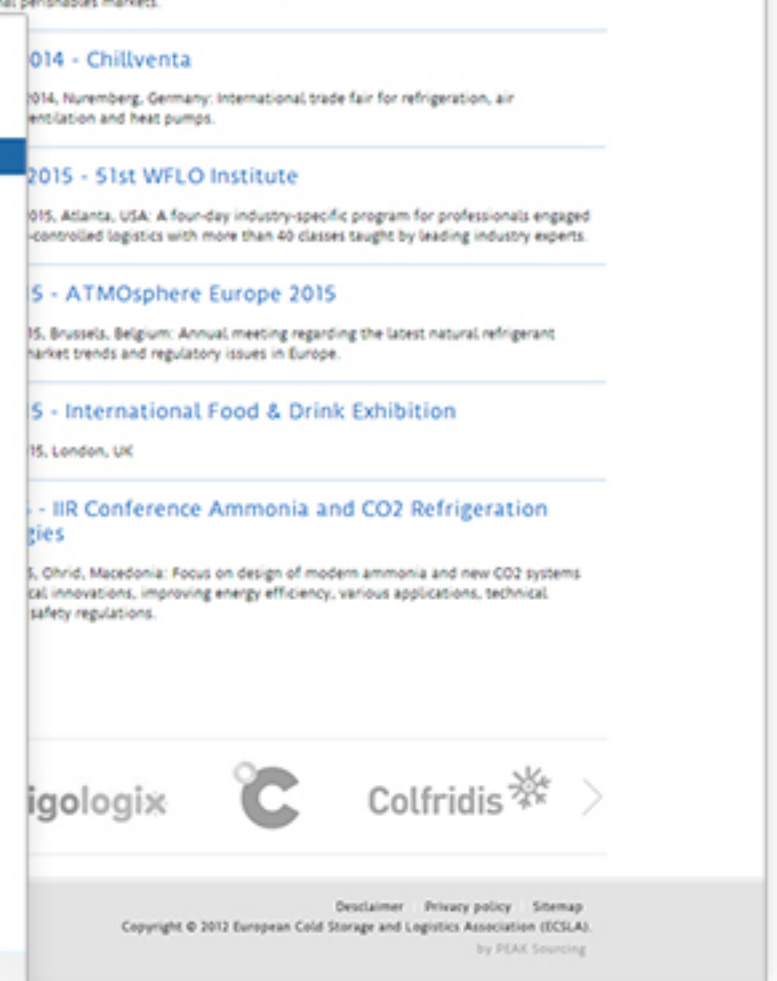 perishables markets.
014 - Chillventa
2014, Nuremberg, Germany: International trade fair for refrigeration, air
entilation and heat pumps.
2015 - 51st WFLO Institute
015, Atlanta, USA: A four-day industry-specific program for professionals engaged
-controlled logistics with more than 40 classes taught by leading industry experts.
15 - ATMOsphere Europe 2015
15, Brussels, Belgium: Annual meeting regarding the latest natural refrigerant
market trends and regulatory issues in Europe.
15 - International Food & Drink Exhibition
15, London, UK
- IIR Conference Ammonia and CO2 Refrigeration
gies
5, Ohrid, Macedonia: Focus on design of modern ammonia and new CO2 systems
cal innovations, improving energy efficiency, various applications, technical
safety regulations.
igologix °C Colfridis
Desclaimer Privacy policy Sitemap
Copyright © 2012 European Cold Storage and Logistics Association (ECSLA).
by PEAK Sourcing